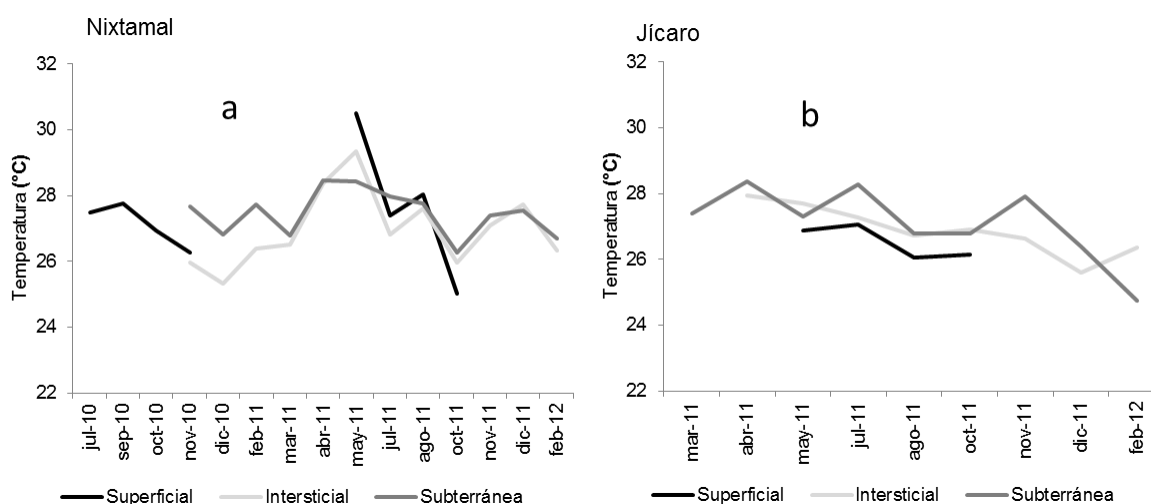 Nixtamal
a
Temperatura (°C)
32
30
28
26
24
22
jul-10
sep-10
oct-10
nov-10
dic-10
feb-11
mar-11
abr-11
may-11
jul-11
ago-11
oct-11
nov-11
dic-11
feb-12
Superficial Intersticial Subterránea
Jícaro
b
Temperatura (°C)
32
30
28
26
24
22
mar-11
abr-11
may-11
jul-11
ago-11
oct-11
nov-11
dic-11
feb-12
Superficial Intersticial Subterránea